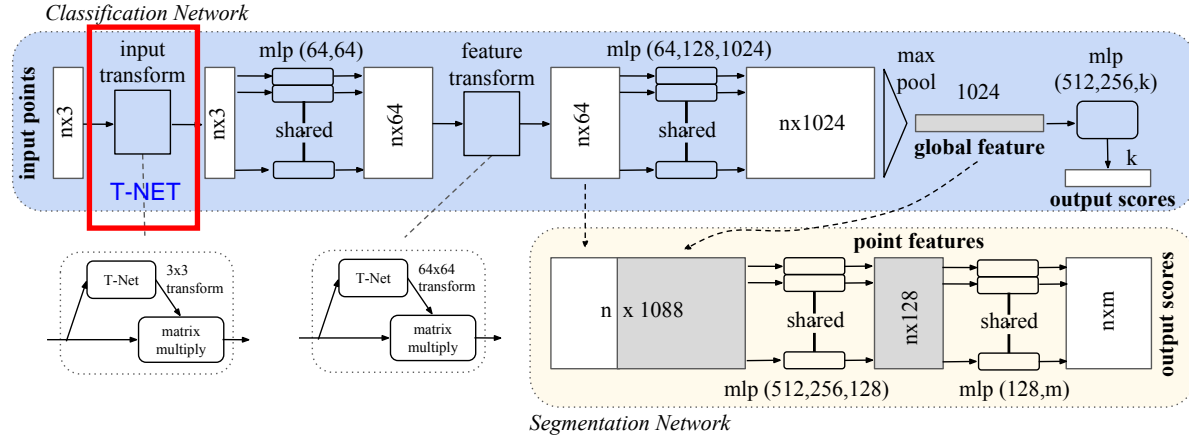 Classification Network
input points
nx3
input
transform
T-NET
nx3
mlp (64,64)
shared
nx64
feature
transform
nx64
mlp (64,128,1024)
shared
nx1024
max
pool
1024
global feature
mlp
(512,256,k)
k
output scores
T-Net
3x3
transform
matrix
multiply
T-Net
64x64
transform
matrix
multiply
point features
n x 1088
shared
mlp (512,256,128)
nx128
shared
mlp (128,m)
nxm
output scores
Segmentation Network